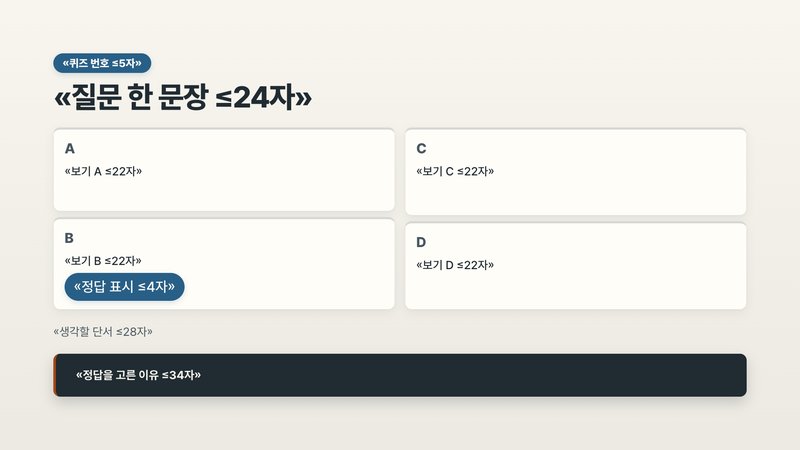 «퀴즈 번호 ≤5자»
«질문 한 문장 ≤24자»
A
«보기 A ≤22자»
B
«보기 B ≤22자»
«정답 표시 ≤4자»
C
«보기 C ≤22자»
D
«보기 D ≤22자»
«생각할 단서 ≤28자»
«정답을 고른 이유 ≤34자»